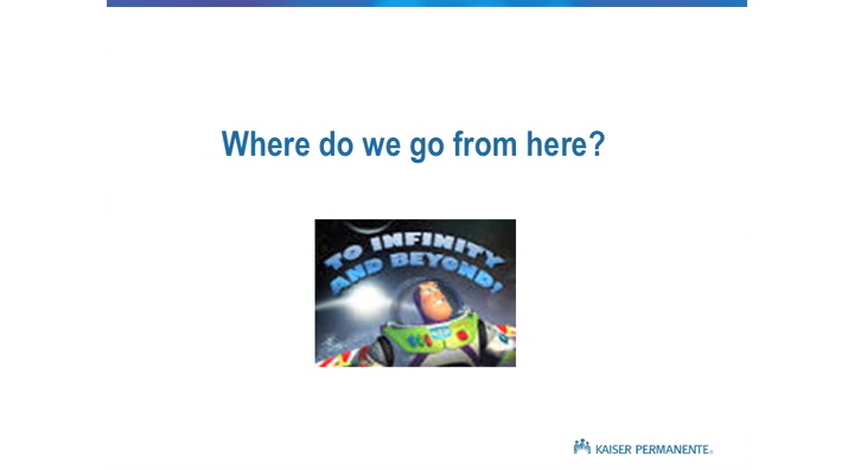 Where do we go from here?
TO INFINITY
AND BEYOND!
KAISER PERMANENTE®